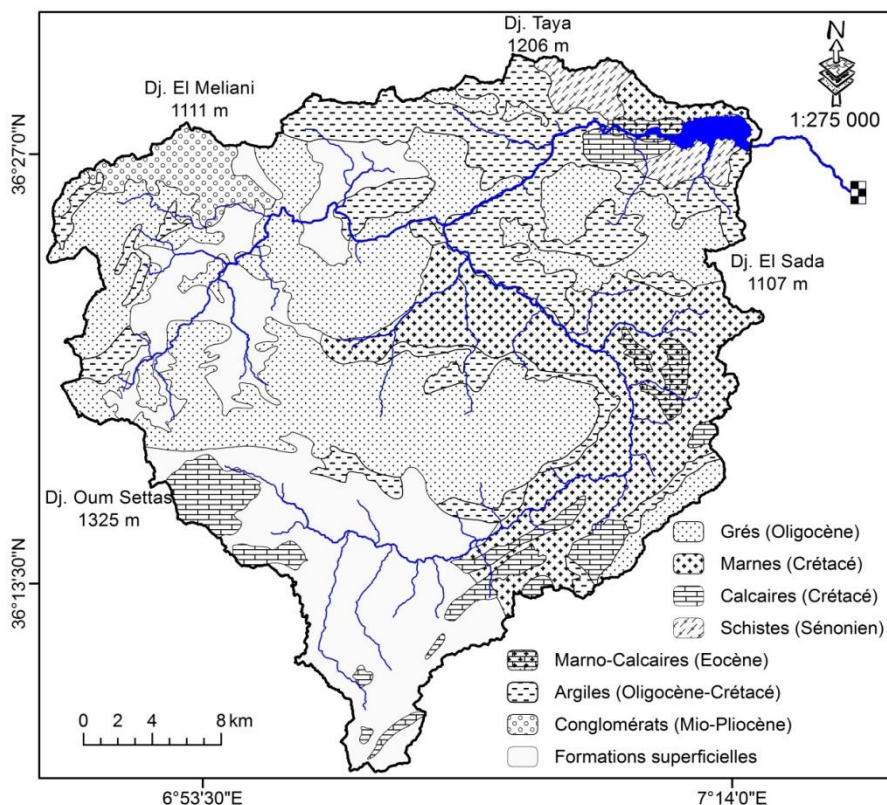 Dj. Taya
1206 m
N
Dj. El Meliani
1111 m
1:275 000
36°27'0"N
Dj. El Sada
1107 m
Dj. Oum Settas
1325 m
36°13'30"N
Grés (Oligocène)
Marnes (Crétacé)
Calcaires (Crétacé)
Schistes (Sénonien)
Marno-Calcaires (Eocène)
Argiles (Oligocène-Crétacé)
Conglomérats (Mio-Pliocène)
Formations superficielles
0 2 4 8 km
6°53'30"E
7°14'0"E